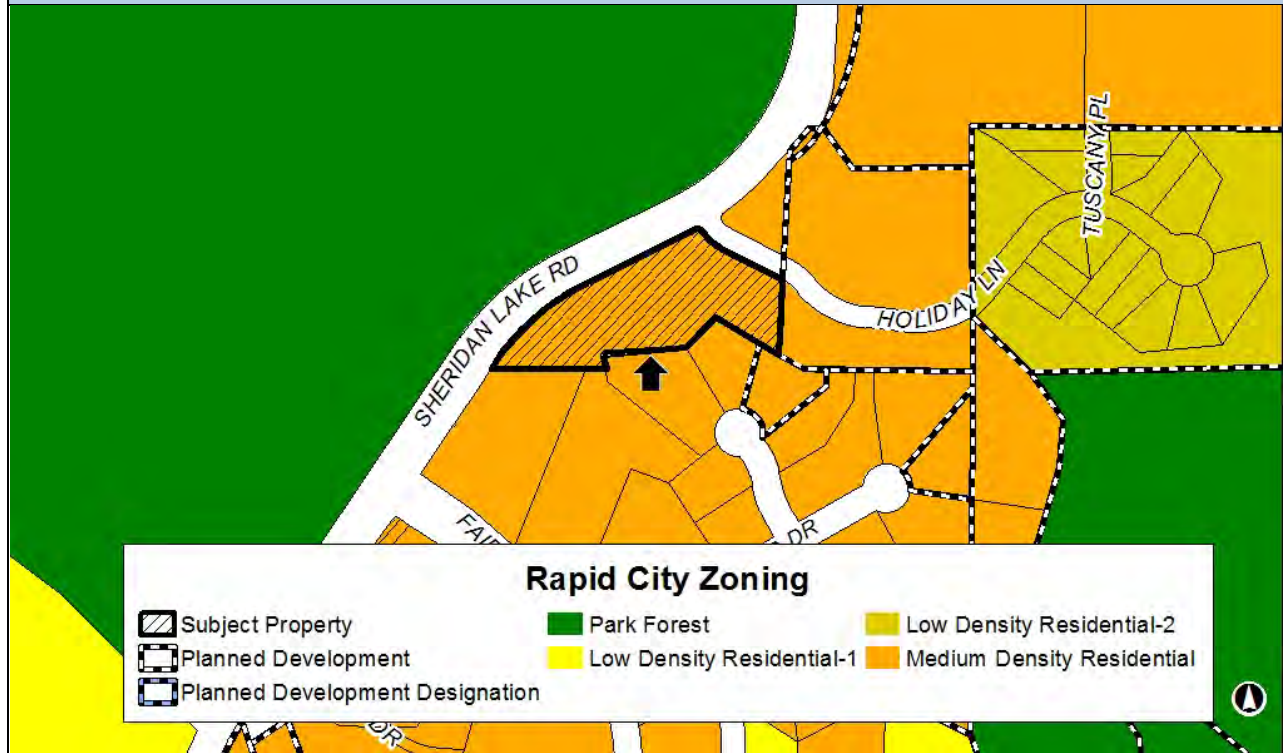 TUSCANY PL
SHERIDAN LAKE RD
HOLIDAY LN
DR
Rapid City Zoning
Subject Property
Park Forest
Low Density Residential-2
Planned Development
Low Density Residential-1
Medium Density Residential
Planned Development Designation
DR